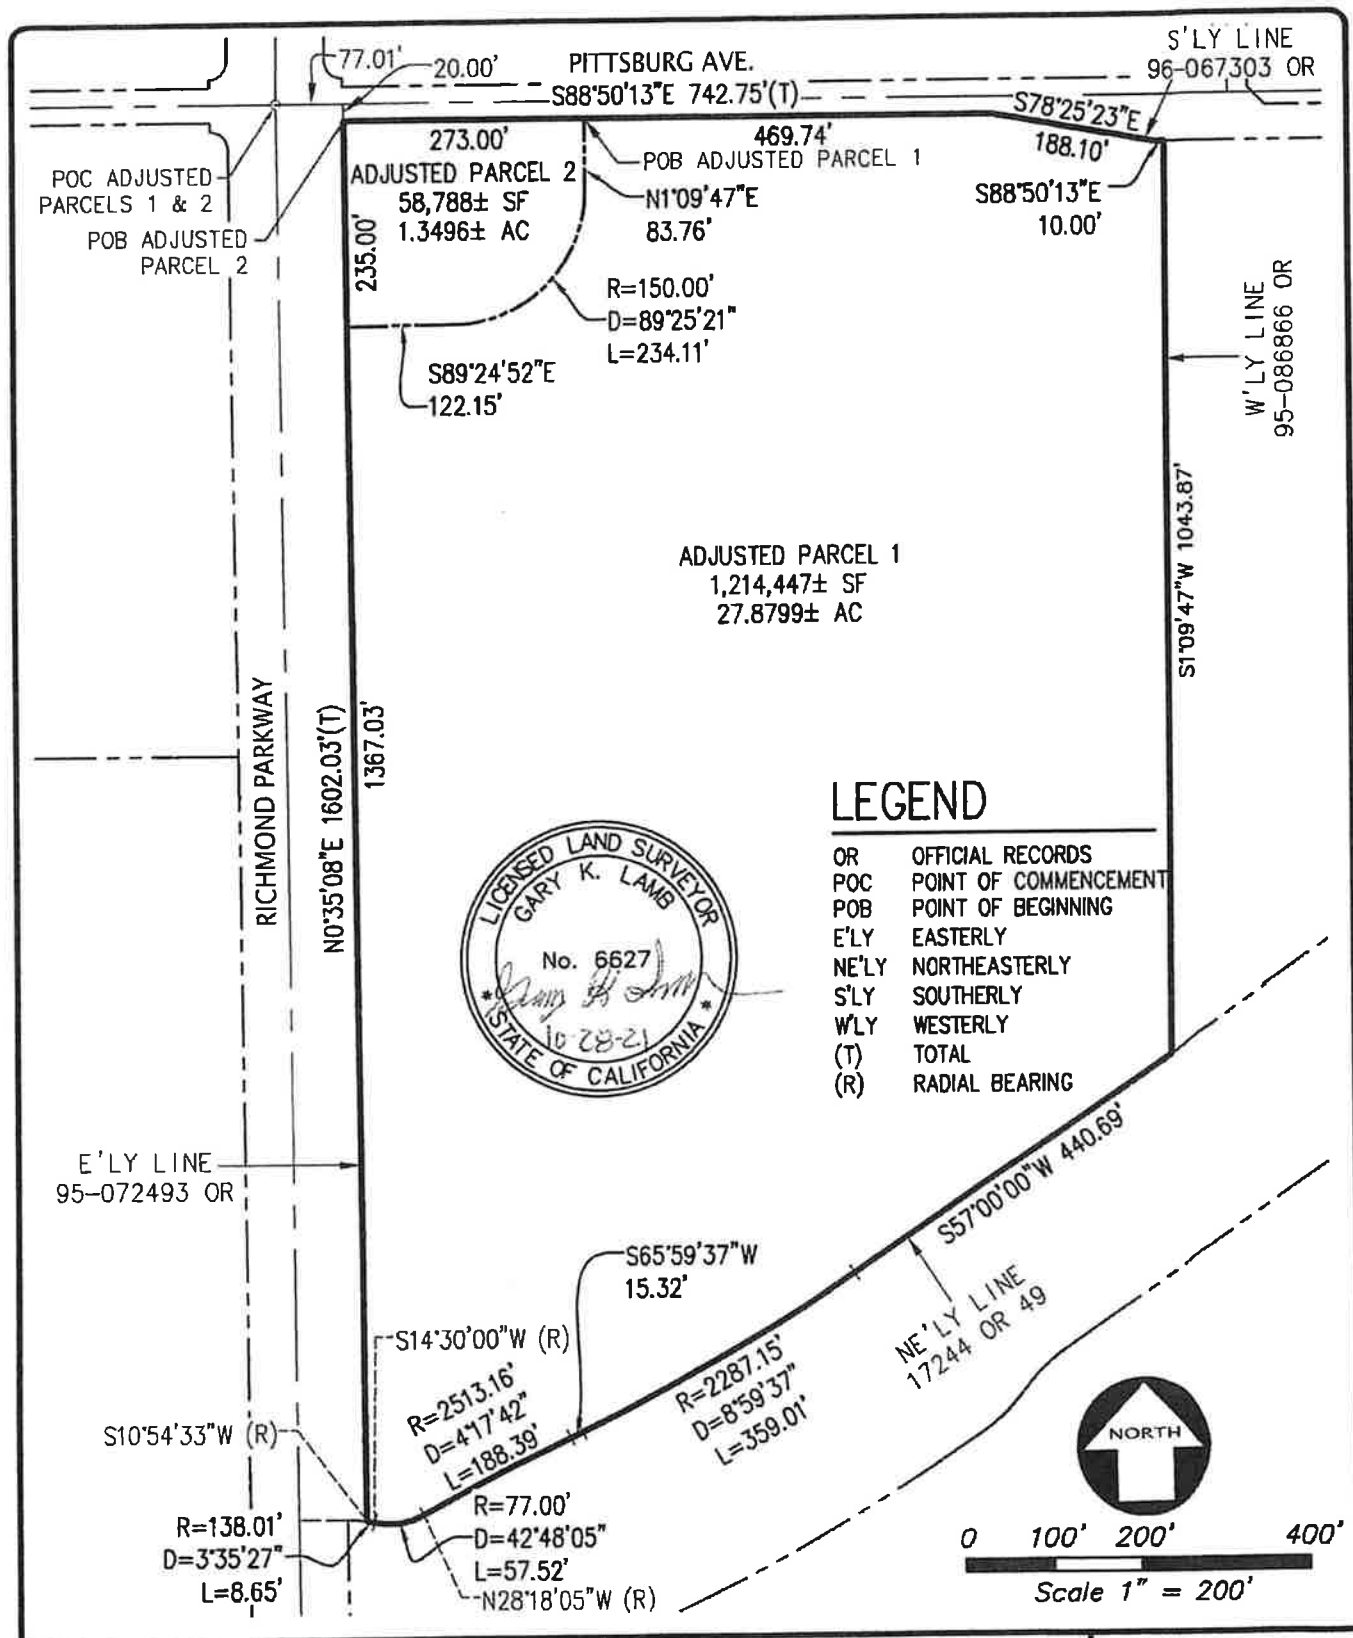 77.01'
20.00'
PITTSBURG AVE.
S88°50'13"E 742.75'(T)
S'LY LINE
96-067303 OR
S78°25'23"E
188.10'
273.00'
469.74'
POB ADJUSTED PARCEL 1
ADJUSTED PARCEL 2
58,788± SF
1.3496± AC
N1°09'47"E
83.76'
S88°50'13"E
10.00'
POC ADJUSTED
PARCELS 1 & 2
POB ADJUSTED
PARCEL 2
235.00'
R=150.00'
D=89°25'21"
L=234.11'
S89°24'52"E
122.15'
W'LY LINE
95-086866 OR
S1°09'47"W 1043.87'
ADJUSTED PARCEL 1
1,214,447± SF
27.8799± AC
RICHMOND PARKWAY
N0°35'08"E 1602.03'(T)
1367.03'
LEGEND
OR OFFICIAL RECORDS
POC POINT OF COMMENCEMENT
POB POINT OF BEGINNING
E'LY EASTERLY
NE'LY NORTHEASTERLY
S'LY SOUTHERLY
W'LY WESTERLY
(T) TOTAL
(R) RADIAL BEARING
LICENSED LAND SURVEYOR
GARY K. LAMB
No. 6627
10-28-21
* STATE OF CALIFORNIA *
E'LY LINE
95-072493 OR
S57°00'00"W 440.69'
S65°59'37"W
15.32'
NE'LY LINE
17244 OR 49
S14°30'00"W (R)
R=2513.16'
D=4°17'42"
L=188.39'
R=2287.15'
D=8°59'37"
L=359.01'
S10°54'33"W (R)
R=138.01'
D=3°35'27"
L=8.65'
R=77.00'
D=42°48'05"
L=57.52'
N28°18'05"W (R)
NORTH
0 100' 200' 400'
Scale 1" = 200'